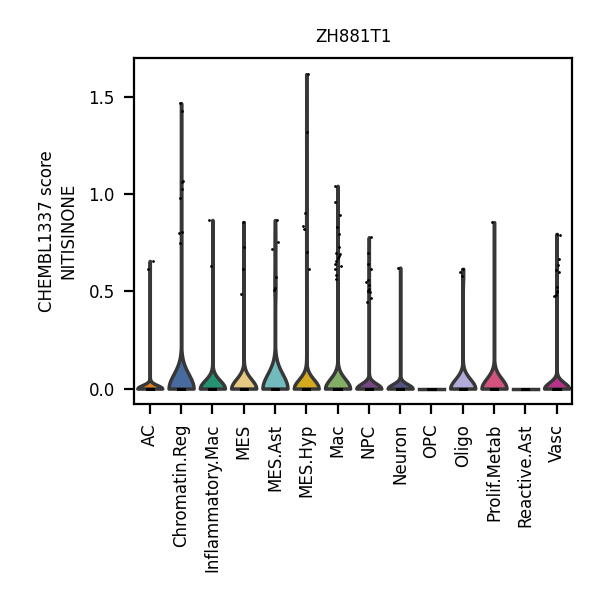 ZH881T1
CHEMBL1337 score
NITISINONE
1.5
1.0
0.5
0.0
AC
Chromatin.Reg
Inflammatory.Mac
MES
MES.Ast
MES.Hyp
Mac
NPC
Neuron
OPC
Oligo
Prolif.Metab
Reactive.Ast
Vasc